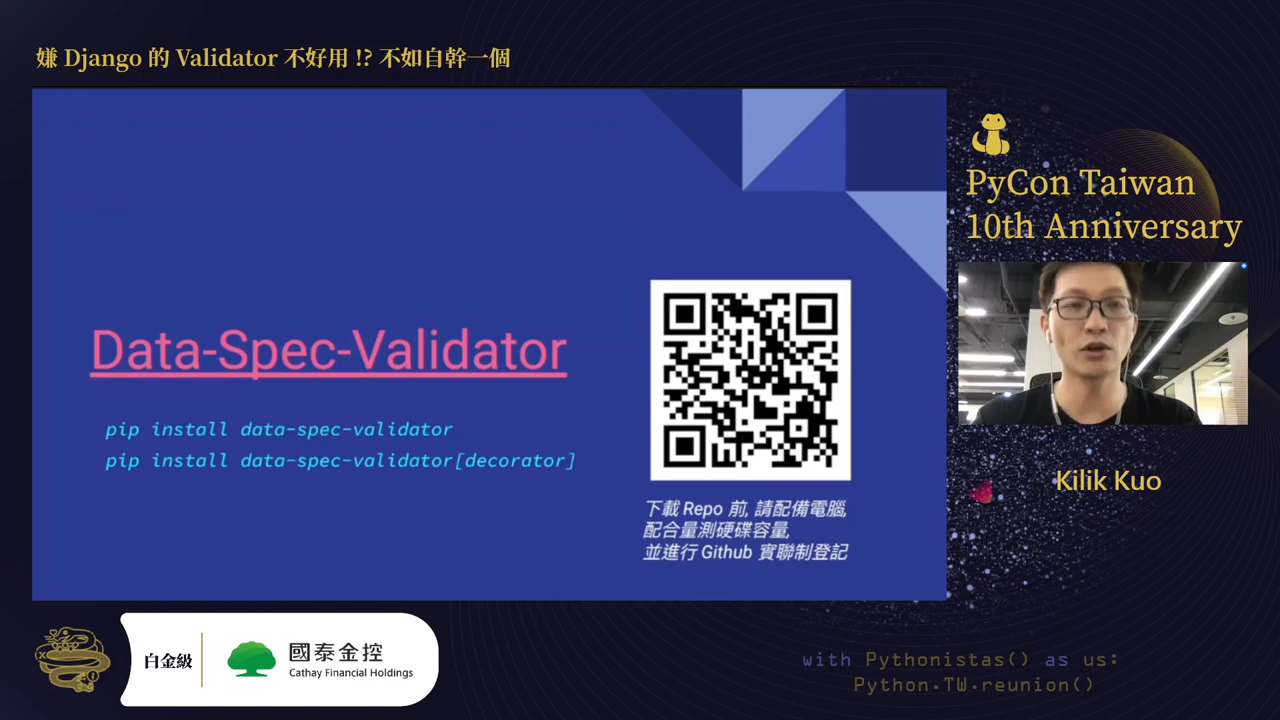 嫌 Django 的 Validator 不好用 !? 不如自幹一個
Data-Spec-Validator
pip install data-spec-validator
pip install data-spec-validator[decorator]
下載 Repo 前, 請配備電腦,
配合量測硬碟容量,
並進行 Github 實聯制登記
PyCon Taiwan
10th Anniversary
Kilik Kuo
白金級
國泰金控
Cathay Financial Holdings
with Pythonistas() as us:
Python.TW.reunion()